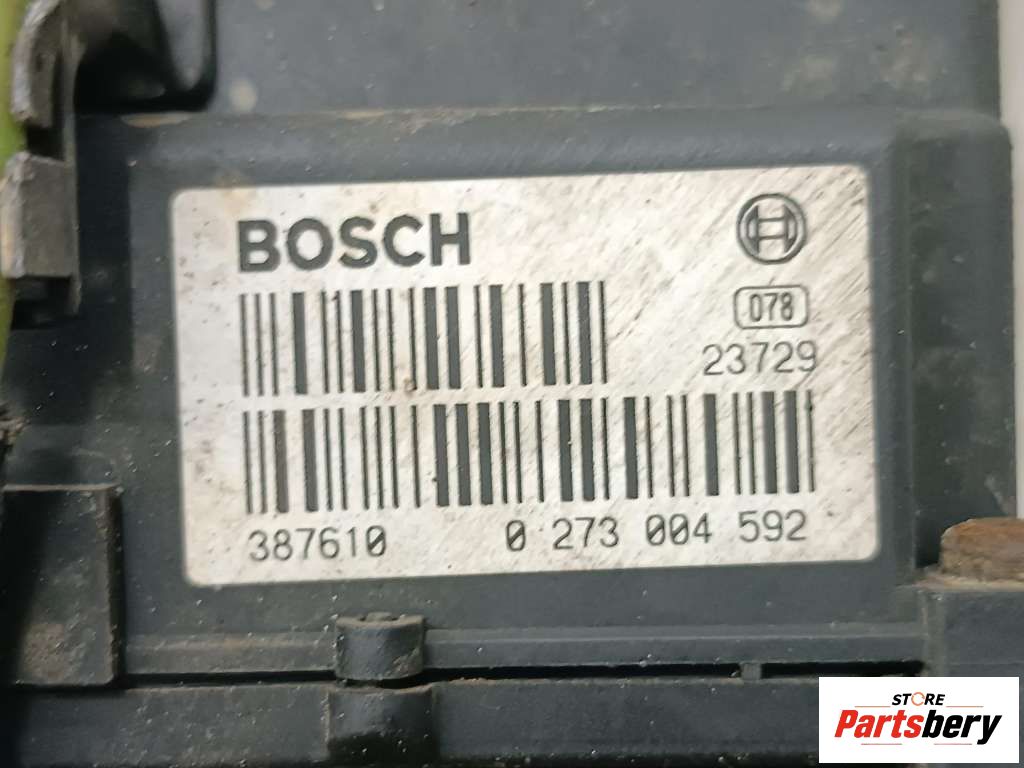 BOSCH
078
23729
387610 0 273 004 592
STORE
Partsbery